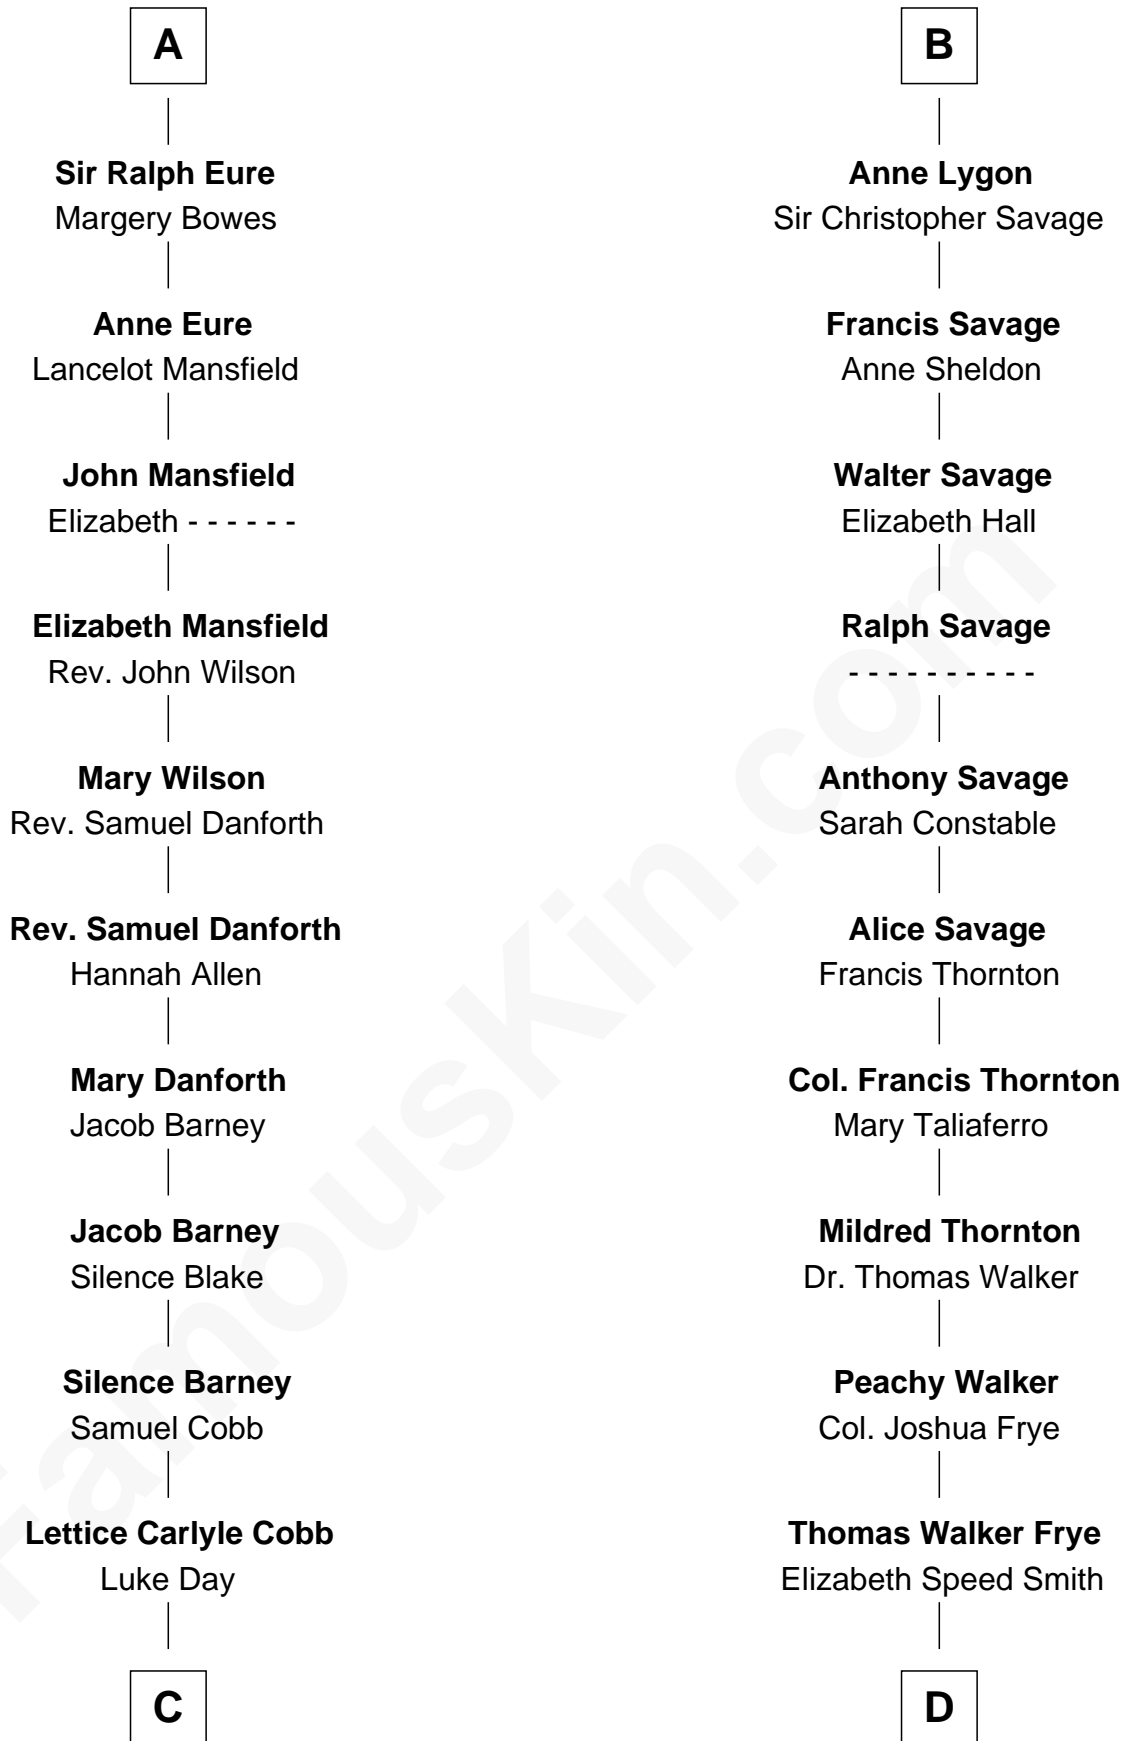 A
Sir Ralph Eure
Margery Bowes
Anne Eure
Lancelot Mansfield
John Mansfield
Elizabeth - - - - - -
Elizabeth Mansfield
Rev. John Wilson
Mary Wilson
Rev. Samuel Danforth
Rev. Samuel Danforth
Hannah Allen
Mary Danforth
Jacob Barney
Jacob Barney
Silence Blake
Silence Barney
Samuel Cobb
Lettice Carlyle Cobb
Luke Day
C
B
Anne Lygon
Sir Christopher Savage
Francis Savage
Anne Sheldon
Walter Savage
Elizabeth Hall
Ralph Savage
- - - - - - - - - -
Anthony Savage
Sarah Constable
Alice Savage
Francis Thornton
Col. Francis Thornton
Mary Taliaferro
Mildred Thornton
Dr. Thomas Walker
Peachy Walker
Col. Joshua Frye
Thomas Walker Frye
Elizabeth Speed Smith
D
FamousKin.com